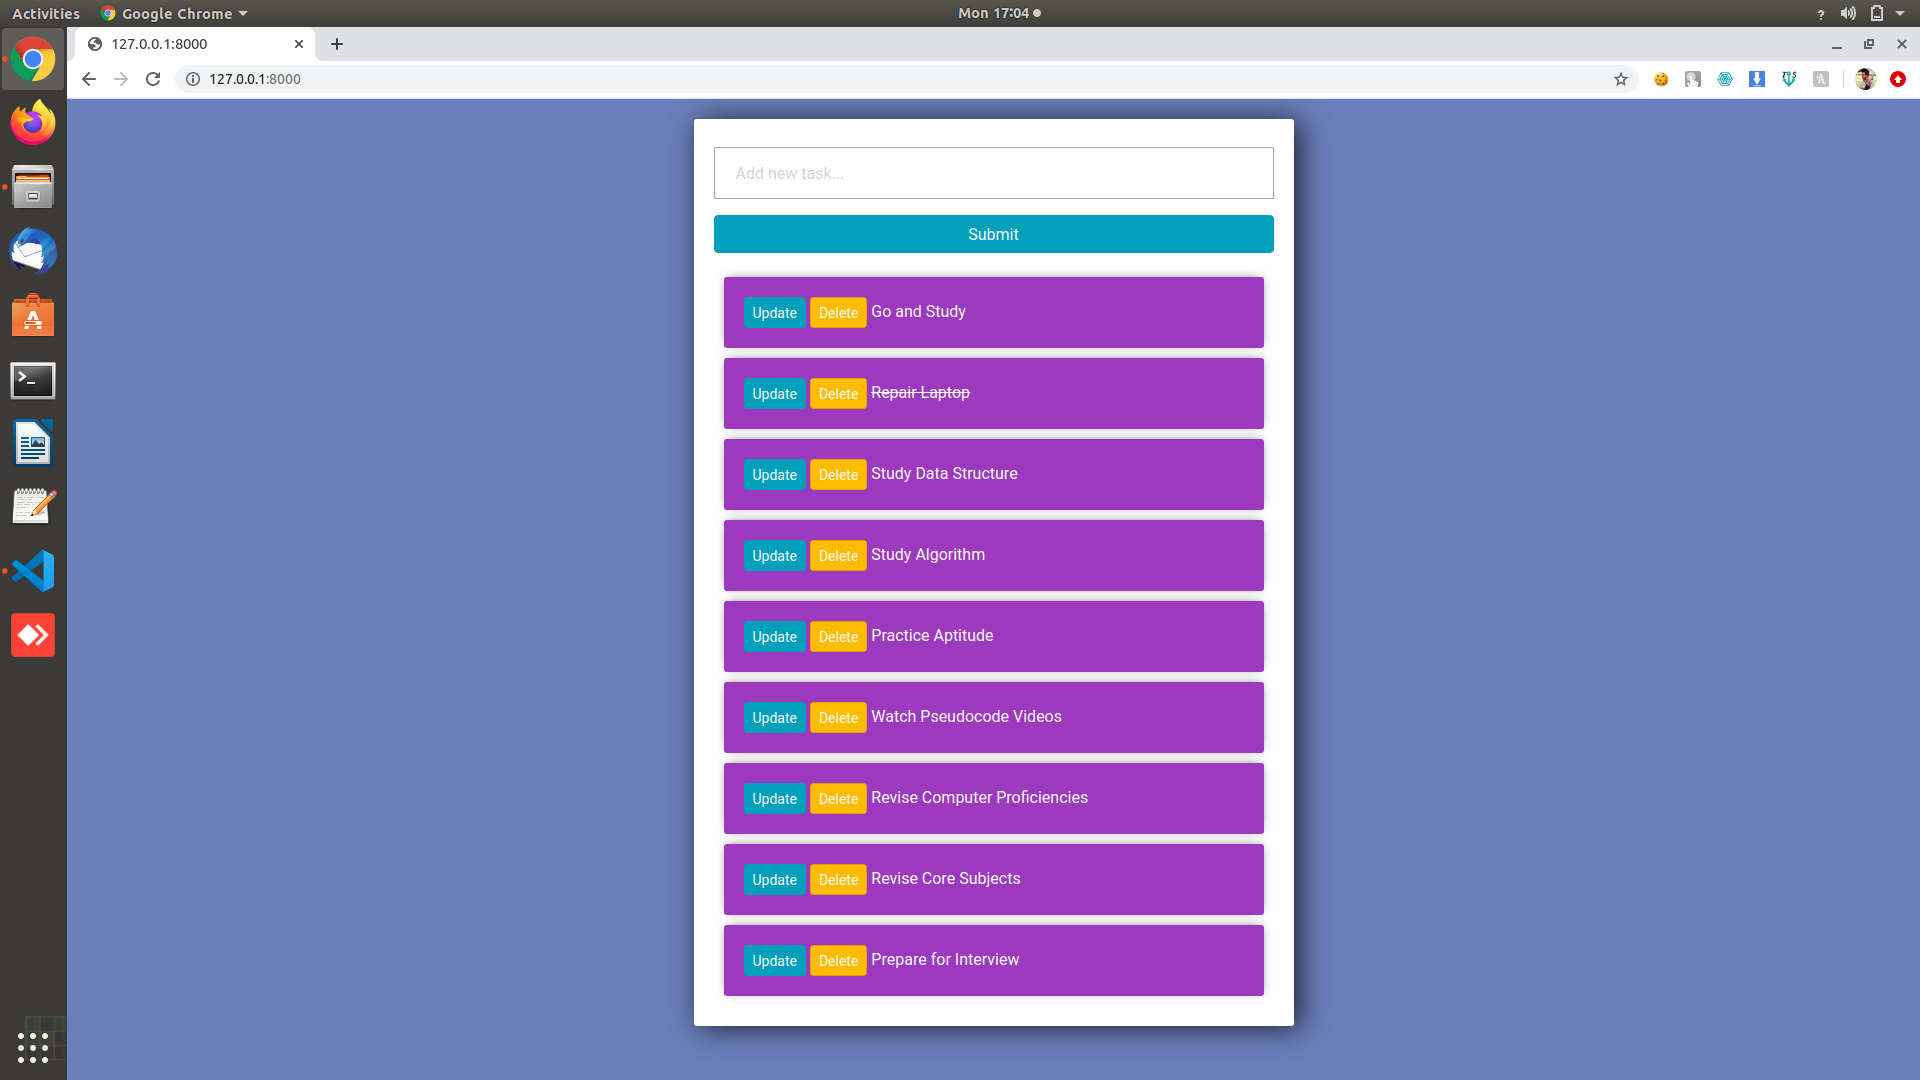 Activities Google Chrome Mon 17:04
127.0.0.1:8000
127.0.0.1:8000
Add new task...
Submit
Update Delete Go and Study
Update Delete Repair Laptop
Update Delete Study Data Structure
Update Delete Study Algorithm
Update Delete Practice Aptitude
Update Delete Watch Pseudocode Videos
Update Delete Revise Computer Proficiencies
Update Delete Revise Core Subjects
Update Delete Prepare for Interview